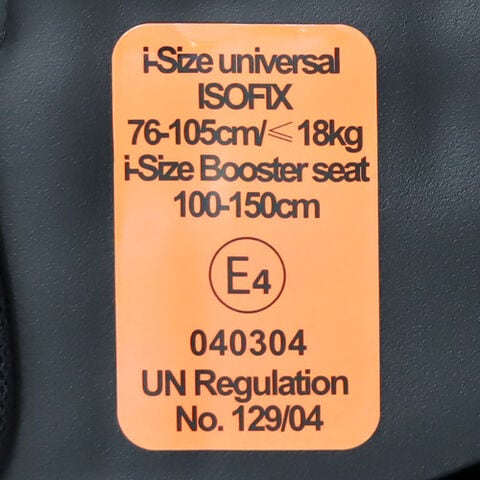 i-Size universal
ISOFIX
76-105cm/≤ 18kg
i-Size Booster seat
100-150cm
E4
040304
UN Regulation
No. 129/04